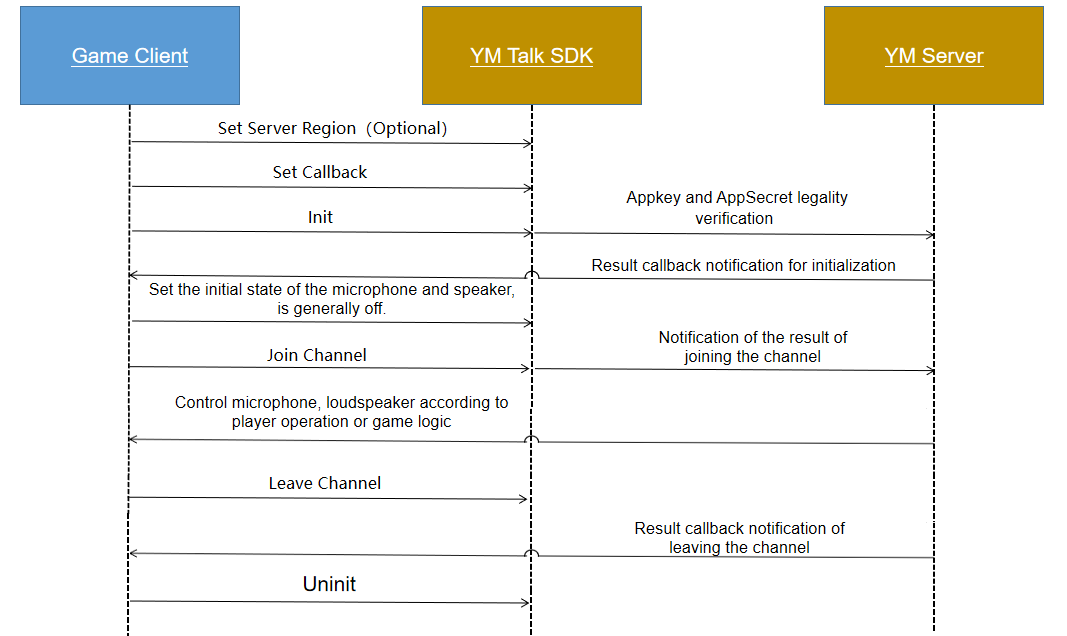 Game Client
YM Talk SDK
YM Server
Set Server Region（Optional）
Set Callback
Init
Appkey and AppSecret legality
verification
Result callback notification for initialization
Set the initial state of the microphone and speaker,
is generally off.
Notification of the result of
joining the channel
Join Channel
Control microphone, loudspeaker according to
player operation or game logic
Leave Channel
Result callback notification of
leaving the channel
Uninit